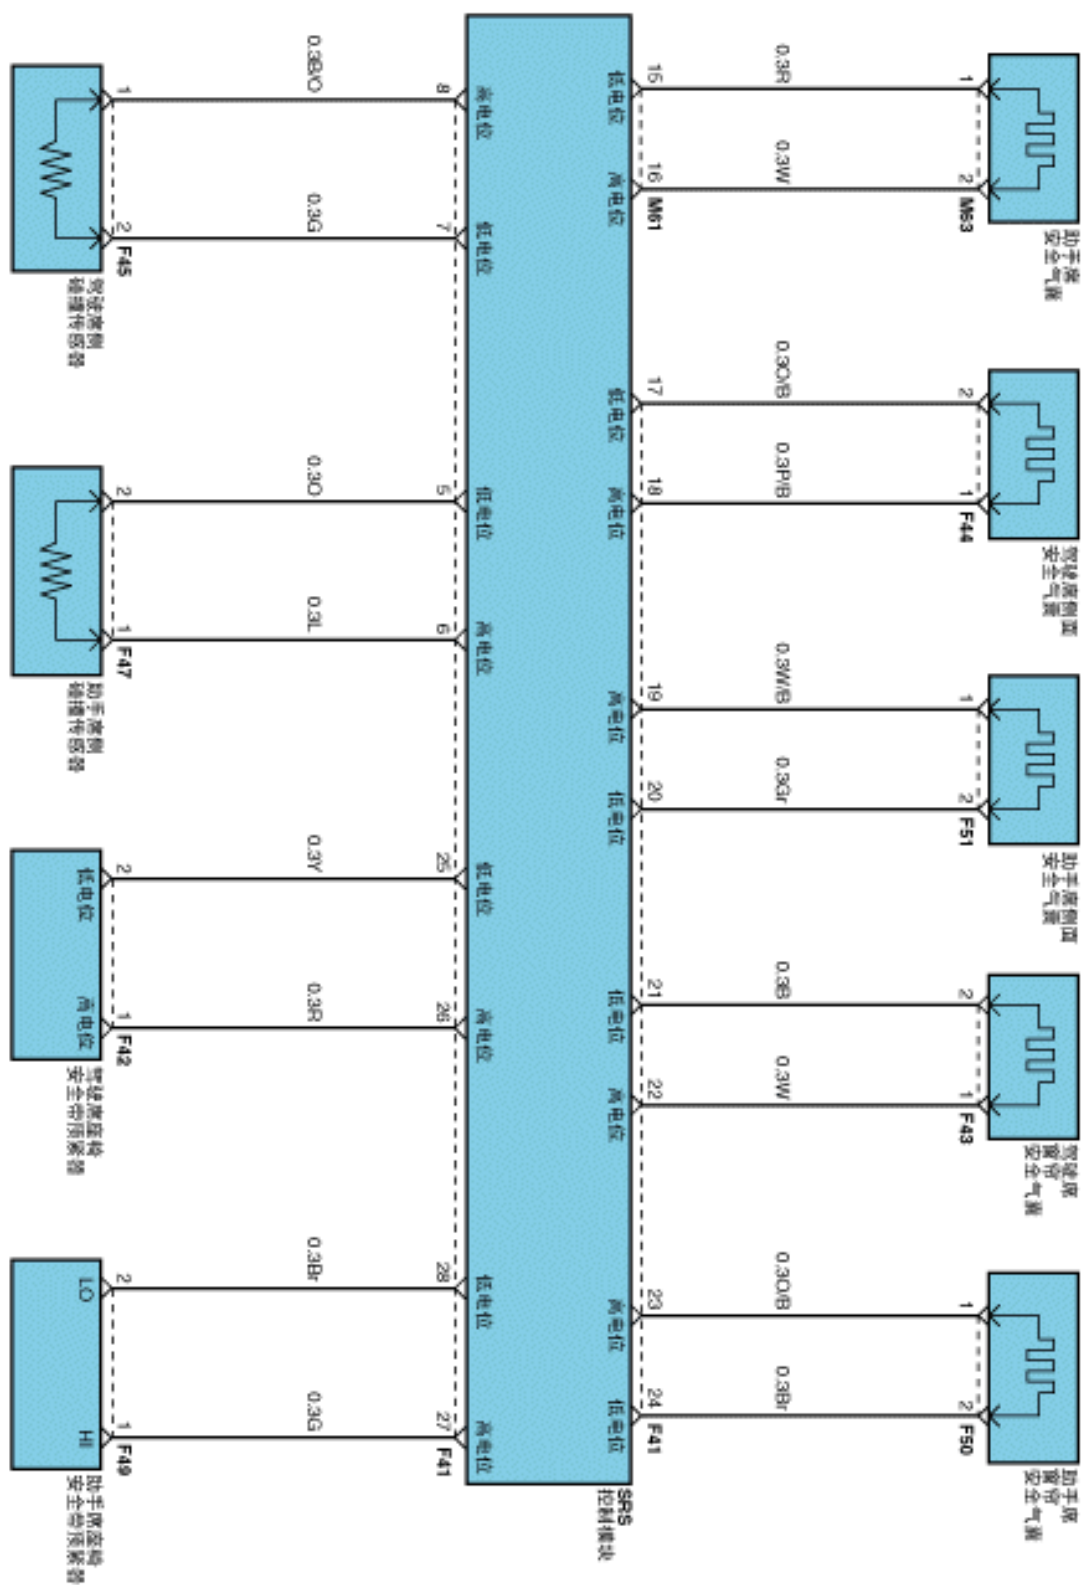 助手席
安全气囊
驾驶席侧面
安全气囊
助手席侧面
安全气囊
驾驶席
窗帘
安全气囊
助手席
窗帘
安全气囊
1 2 M63 2 1 F44 1 2 F51 2 1 F43 1 2 F50
0.3R 0.3W 0.3O/B 0.3P/B 0.3W/B 0.3Gr 0.3B 0.3W 0.3O/B 0.3Br
15 16 M61 17 18 19 20 21 22 23 24 F41
低电位 高电位 低电位 高电位 高电位 低电位 低电位 高电位 高电位 低电位
SRS
控制模块
高电位 低电位 低电位 高电位 低电位 高电位 低电位 高电位
8 7 5 6 25 26 28 27 F41
0.3B/O 0.3G 0.3O 0.3L 0.3Y 0.3R 0.3Br 0.3G
1 2 F45 2 1 F47 2 1 F42 2 1 F49
低电位 高电位 LO HI
驾驶席侧
碰撞传感器
助手席侧
碰撞传感器
驾驶席座椅
安全带预紧器
助手席座椅
安全带预紧器